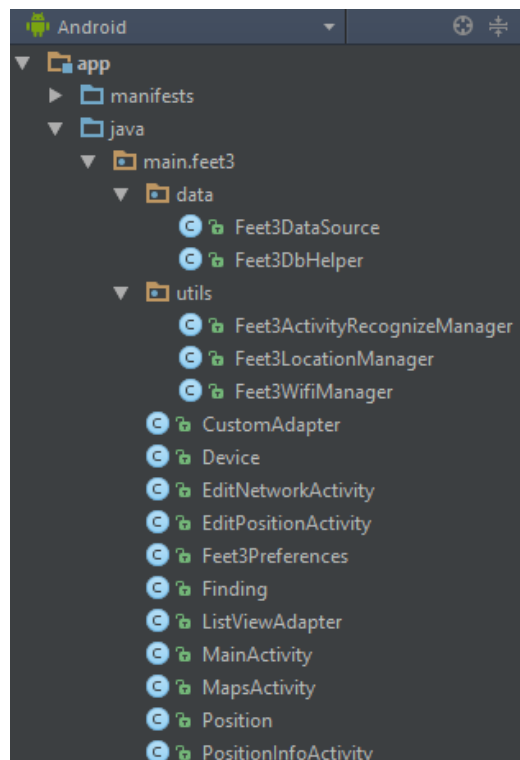 Android
app
manifests
java
main.feet3
data
Feet3DataSource
Feet3DbHelper
utils
Feet3ActivityRecognizeManager
Feet3LocationManager
Feet3WifiManager
CustomAdapter
Device
EditNetworkActivity
EditPositionActivity
Feet3Preferences
Finding
ListViewAdapter
MainActivity
MapsActivity
Position
PositionInfoActivity